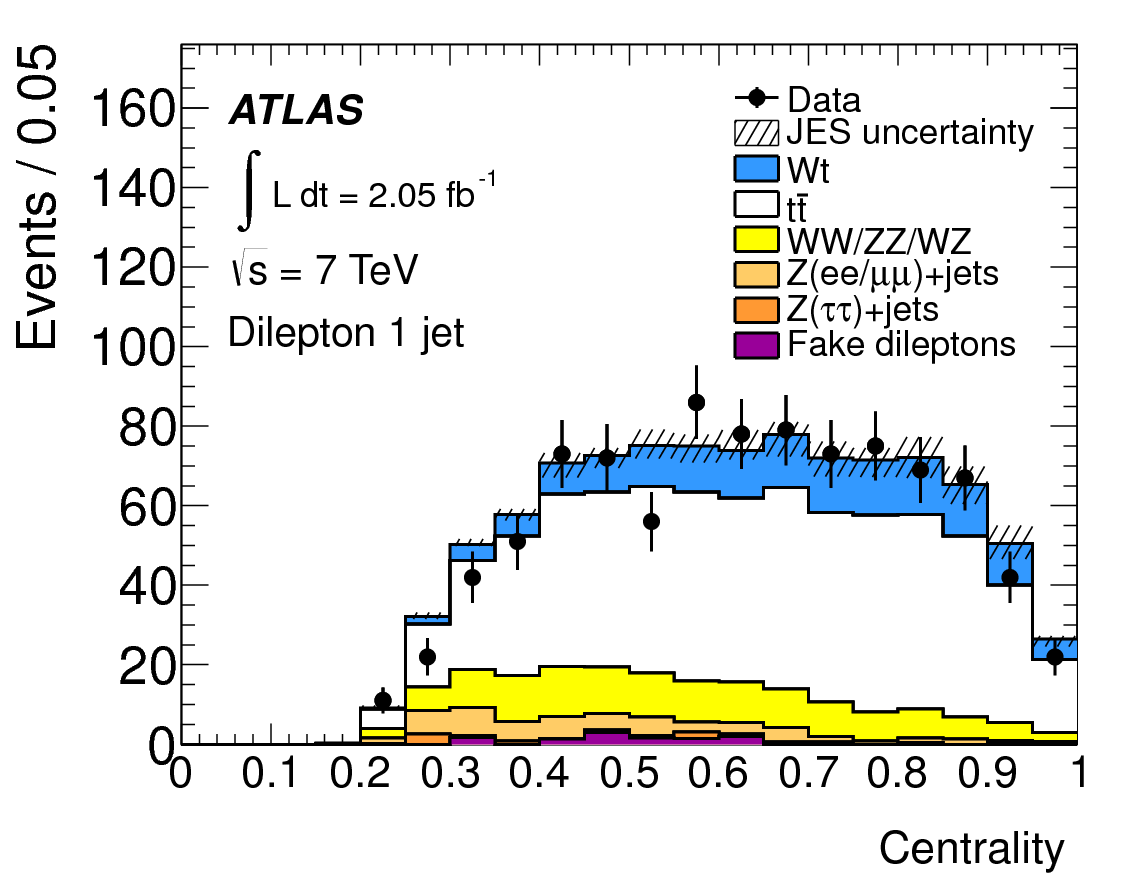 Events / 0.05
160
140
120
100
80
60
40
20
0
ATLAS
∫ L dt = 2.05 fb⁻¹
√s = 7 TeV
Dilepton 1 jet
Data
JES uncertainty
Wt
tt̄
WW/ZZ/WZ
Z(ee/μμ)+jets
Z(ττ)+jets
Fake dileptons
0 0.1 0.2 0.3 0.4 0.5 0.6 0.7 0.8 0.9 1
Centrality